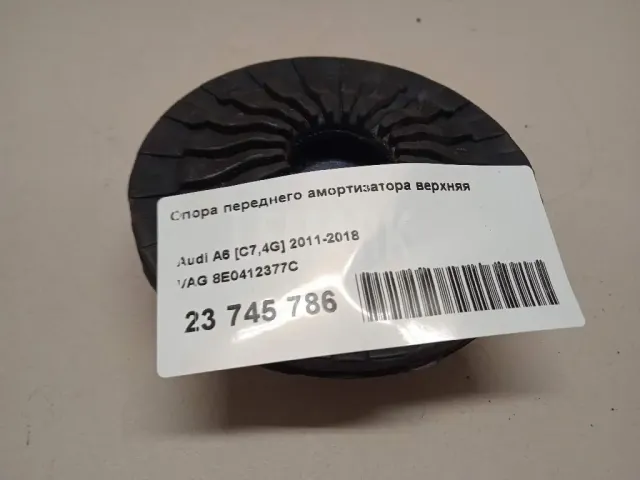 Опора переднего амортизатора верхняя
Audi A6 [C7,4G] 2011-2018
VAG 8E0412377C
23 745 786